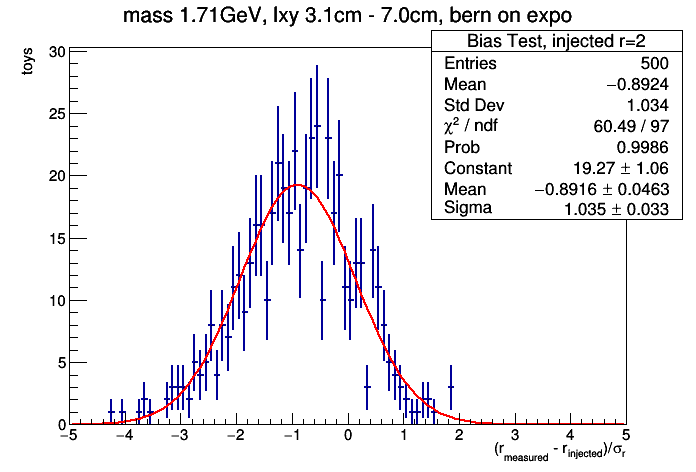 mass 1.71GeV, lxy 3.1cm - 7.0cm, bern on expo
Bias Test, injected r=2
Entries 500
Mean −0.8924
Std Dev 1.034
χ² / ndf 60.49 / 97
Prob 0.9986
Constant 19.27 ± 1.06
Mean −0.8916 ± 0.0463
Sigma 1.035 ± 0.033
toys
30
25
20
15
10
5
0
−5 −4 −3 −2 −1 0 1 2 3 4 5
(r_measured - r_injected)/σ_r